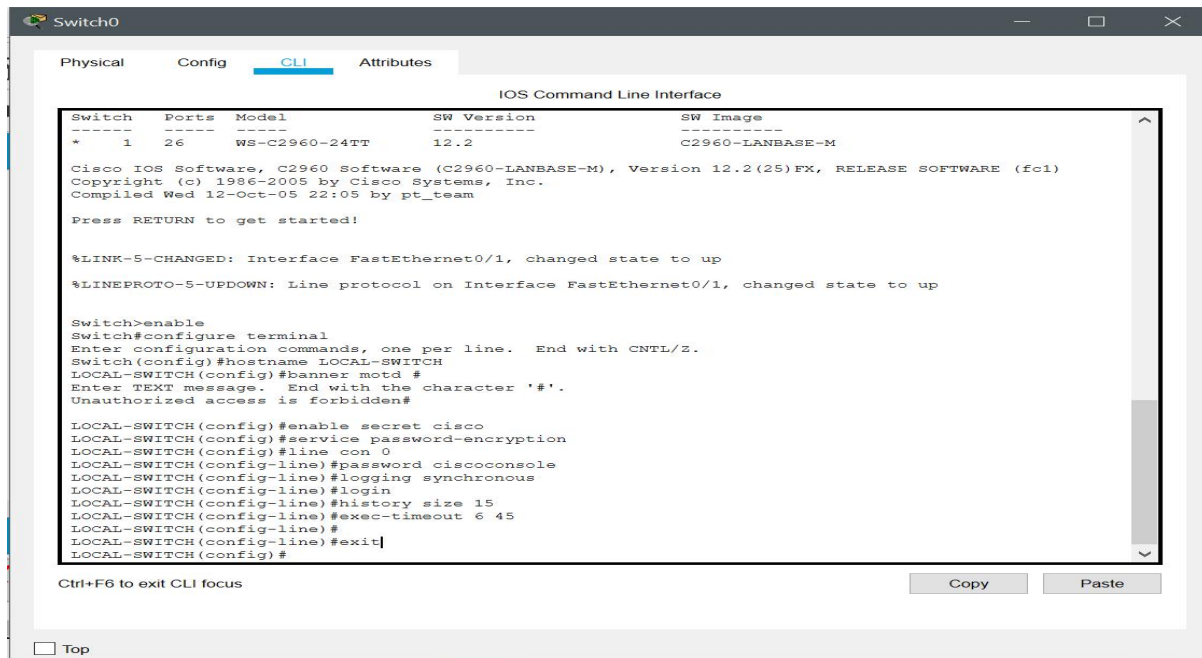 Switch0
Physical Config CLI Attributes
IOS Command Line Interface
Switch Ports Model SW Version SW Image
------ ----- ----- ---------- ----------
* 1 26 WS-C2960-24TT 12.2 C2960-LANBASE-M
Cisco IOS Software, C2960 Software (C2960-LANBASE-M), Version 12.2(25)FX, RELEASE SOFTWARE (fc1)
Copyright (c) 1986-2005 by Cisco Systems, Inc.
Compiled Wed 12-Oct-05 22:05 by pt_team
Press RETURN to get started!
%LINK-5-CHANGED: Interface FastEthernet0/1, changed state to up
%LINEPROTO-5-UPDOWN: Line protocol on Interface FastEthernet0/1, changed state to up
Switch>enable
Switch#configure terminal
Enter configuration commands, one per line. End with CNTL/Z.
Switch(config)#hostname LOCAL-SWITCH
LOCAL-SWITCH(config)#banner motd #
Enter TEXT message. End with the character '#'.
Unauthorized access is forbidden#
LOCAL-SWITCH(config)#enable secret cisco
LOCAL-SWITCH(config)#service password-encryption
LOCAL-SWITCH(config)#line con 0
LOCAL-SWITCH(config-line)#password ciscoconsole
LOCAL-SWITCH(config-line)#logging synchronous
LOCAL-SWITCH(config-line)#login
LOCAL-SWITCH(config-line)#history size 15
LOCAL-SWITCH(config-line)#exec-timeout 6 45
LOCAL-SWITCH(config-line)#
LOCAL-SWITCH(config-line)#exit
LOCAL-SWITCH(config)#
Ctrl+F6 to exit CLI focus
Copy Paste
Top